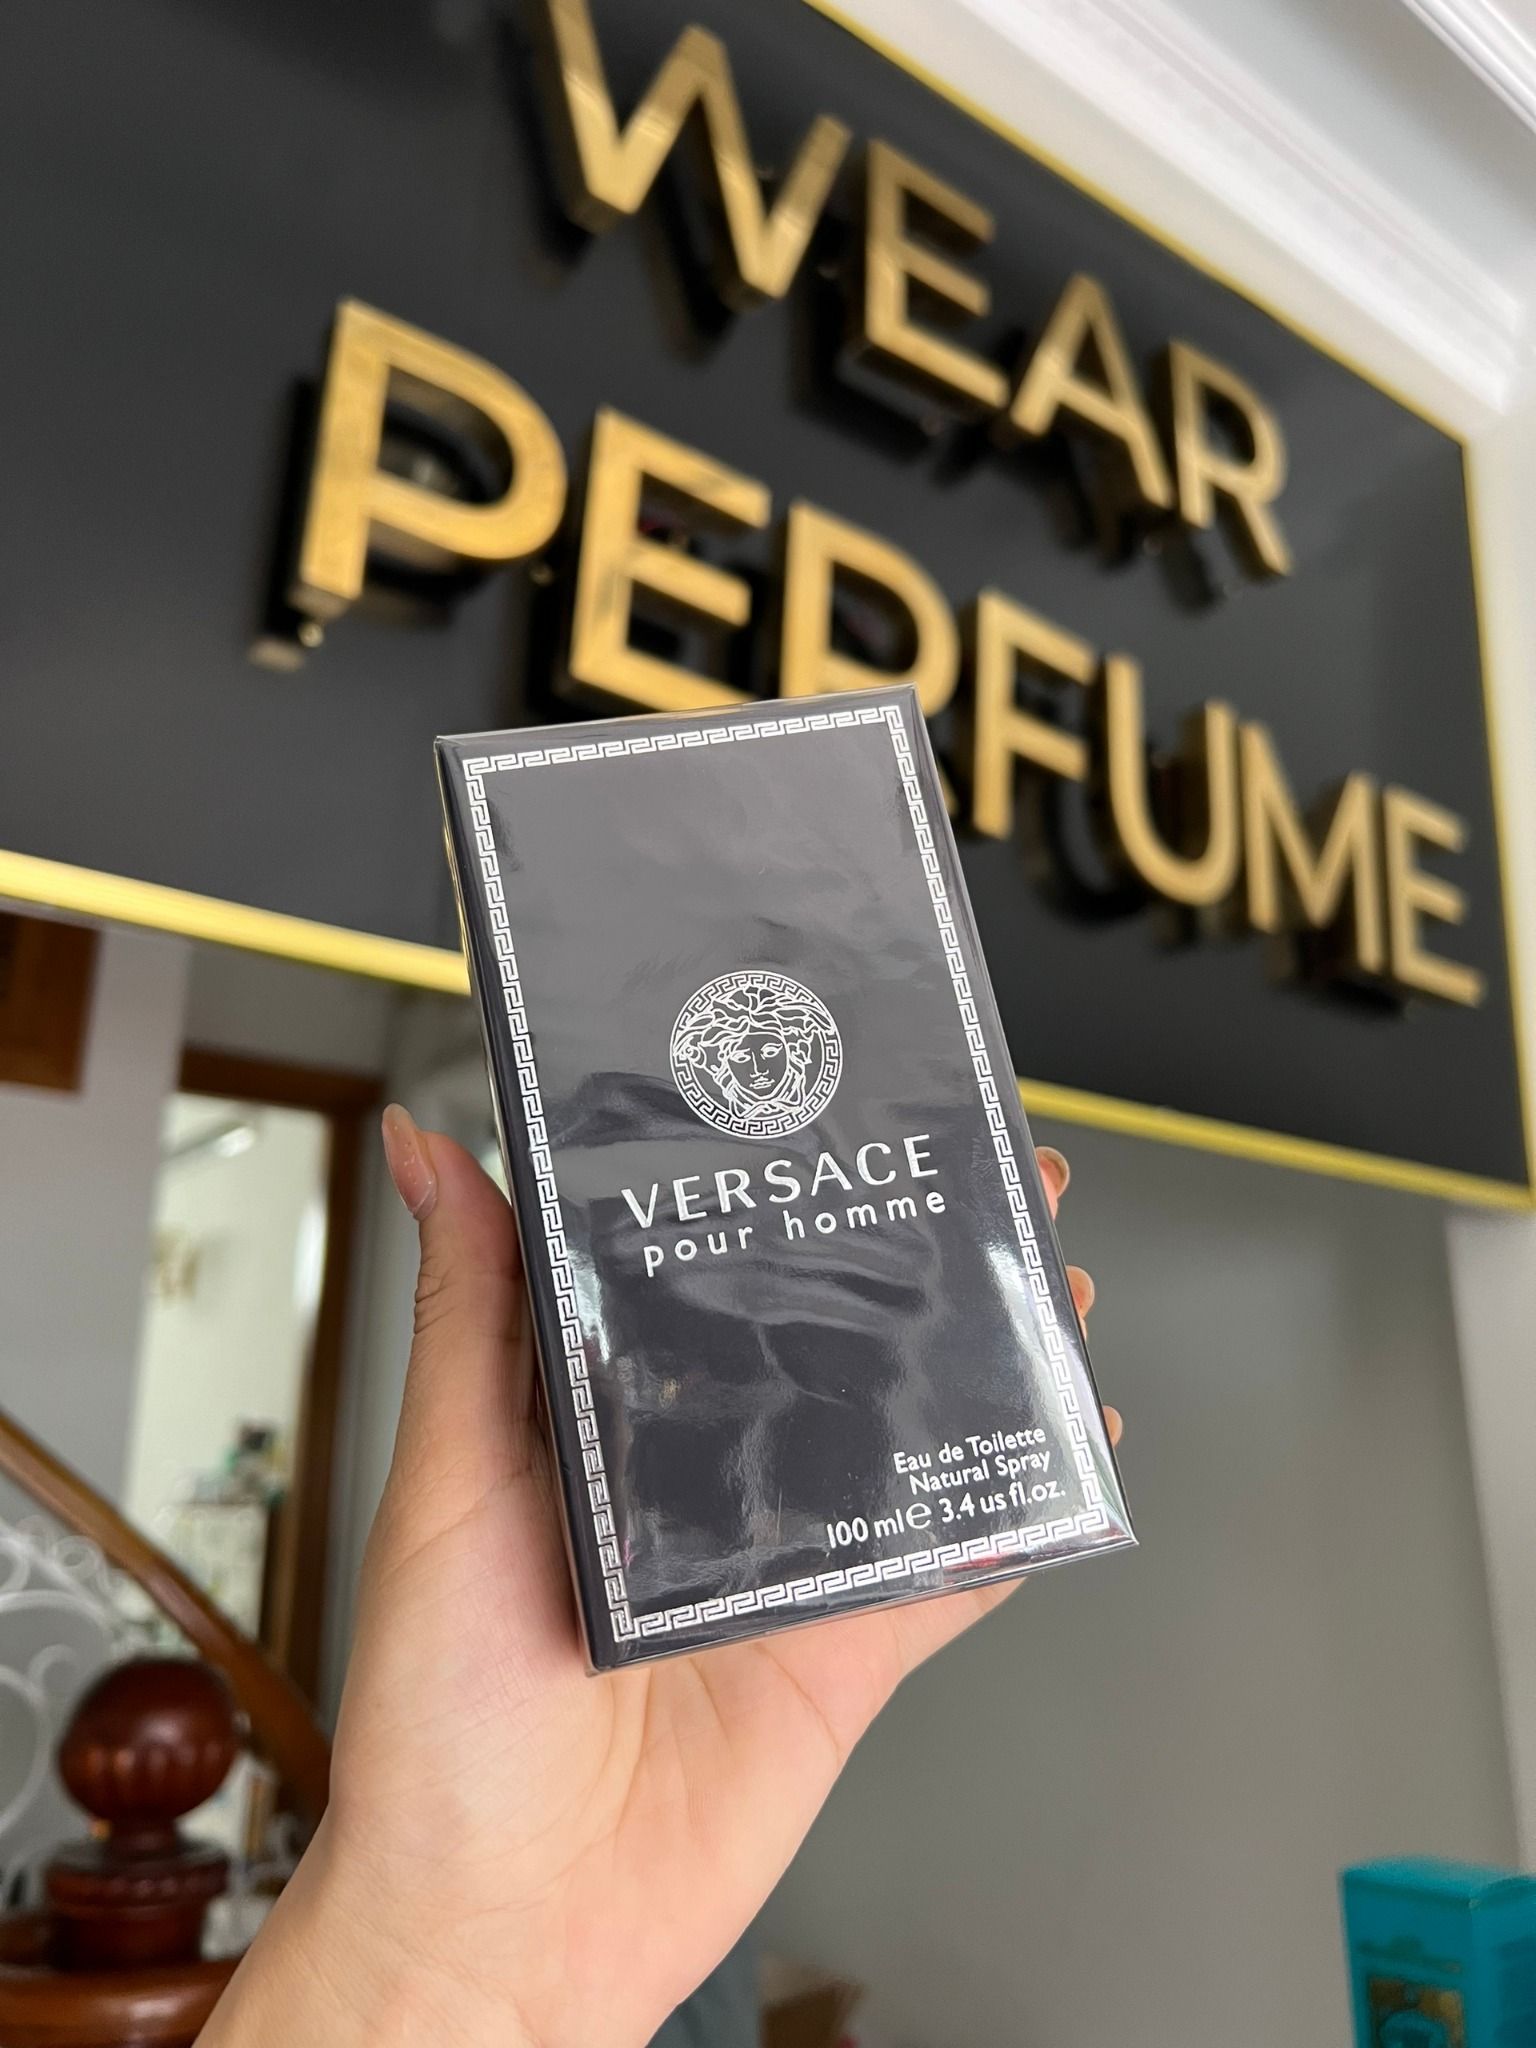 WEAR
PERFUME
VERSACE
pour homme
Eau de Toilette
Natural Spray
100 ml e 3.4 us fl.oz.